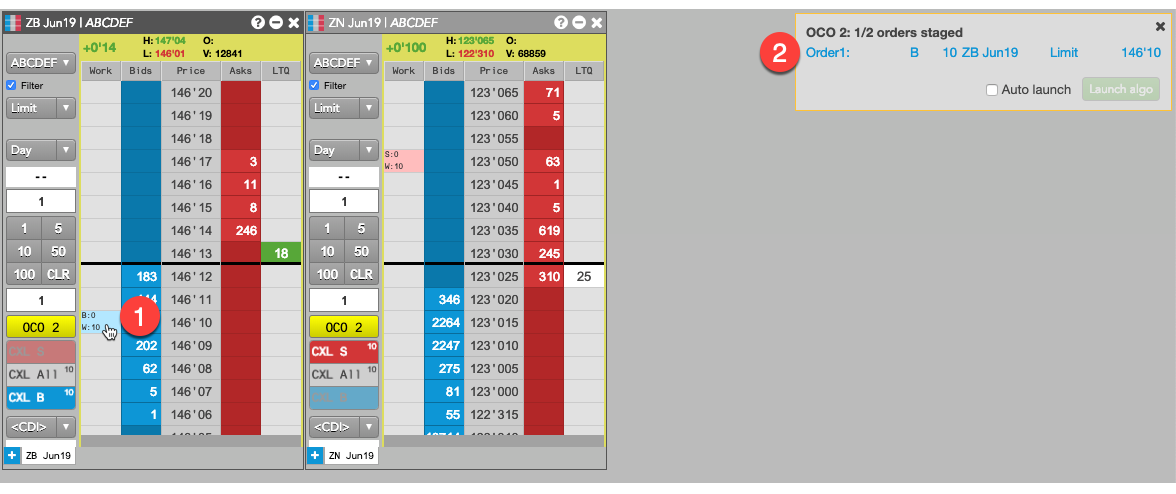 ZB Jun19 | ABCDEF
+0'14
H:147'04 O:
L: 146'01 V: 12841
ABCDEF
Filter
Limit
Day
--
1
1 5
10 50
100 CLR
1
OCO 2
CXL S
CXL All 10
CXL B 10
<CDI>
+ ZB Jun19
Work Bids Price Asks LTQ
146'20
146'19
146'18
146'17 3
146'16 11
146'15 8
146'14 246
146'13 18
183 146'12
146'11
B:0
W:10
1
146'10
202 146'09
62 146'08
5 146'07
1 146'06
ZN Jun19 | ABCDEF
+0'100
H:123'065 O:
L: 122'310 V: 68859
ABCDEF
Filter
Limit
Day
--
1
1 5
10 50
100 CLR
1
OCO 2
CXL S 10
CXL All 10
<CDI>
+ ZN Jun19
Work Bids Price Asks LTQ
123'065 71
123'060 5
123'055
S:0
W:10
123'050 63
123'045 1
123'040 5
123'035 619
123'030 245
123'025 310 25
346 123'020
2264 123'015
2247 123'010
275 123'005
81 123'000
55 122'315
OCO 2: 1/2 orders staged
2
Order1: B 10 ZB Jun19 Limit 146'10
Auto launch Launch algo